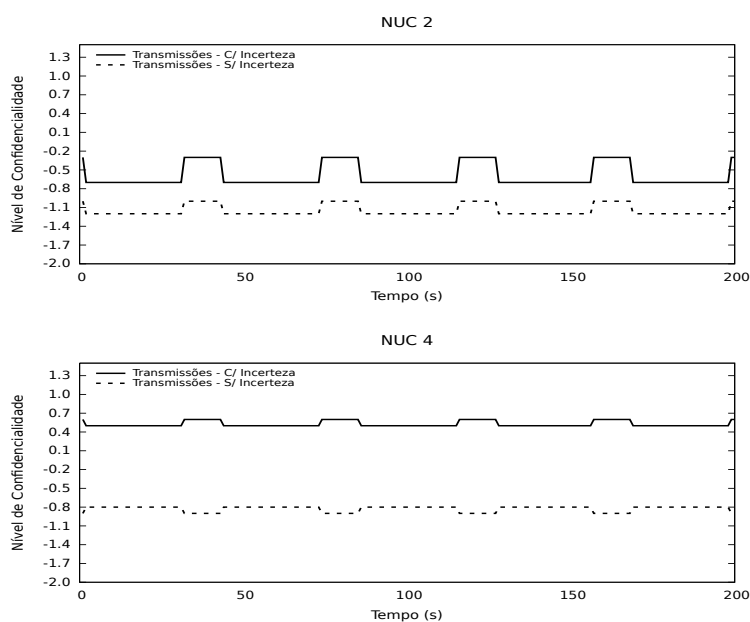 NUC 2
Transmissões - C/ Incerteza
Transmissões - S/ Incerteza
Nível de Confidencialidade
1.3
1.0
0.7
0.4
0.1
-0.2
-0.5
-0.8
-1.1
-1.4
-1.7
-2.0
0 50 100 150 200
Tempo (s)
NUC 4
Transmissões - C/ Incerteza
Transmissões - S/ Incerteza
Nível de Confidencialidade
1.3
1.0
0.7
0.4
0.1
-0.2
-0.5
-0.8
-1.1
-1.4
-1.7
-2.0
0 50 100 150 200
Tempo (s)